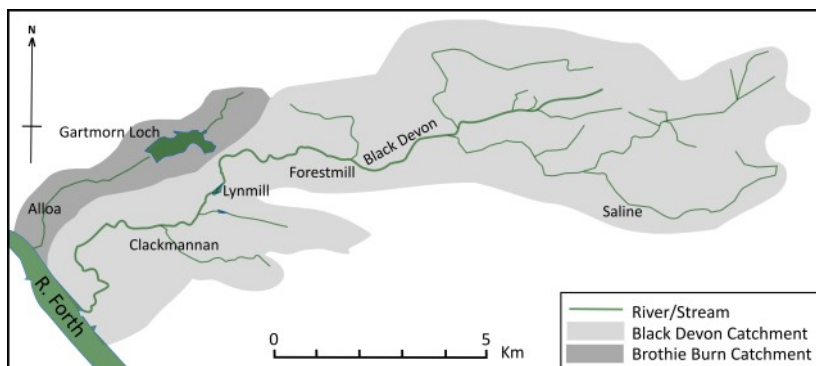 N
Gartmorn Loch
Black Devon
Forestmill
Lynmill
Alloa
Saline
Clackmannan
R. Forth
0 5
Km
River/Stream
Black Devon Catchment
Brothie Burn Catchment